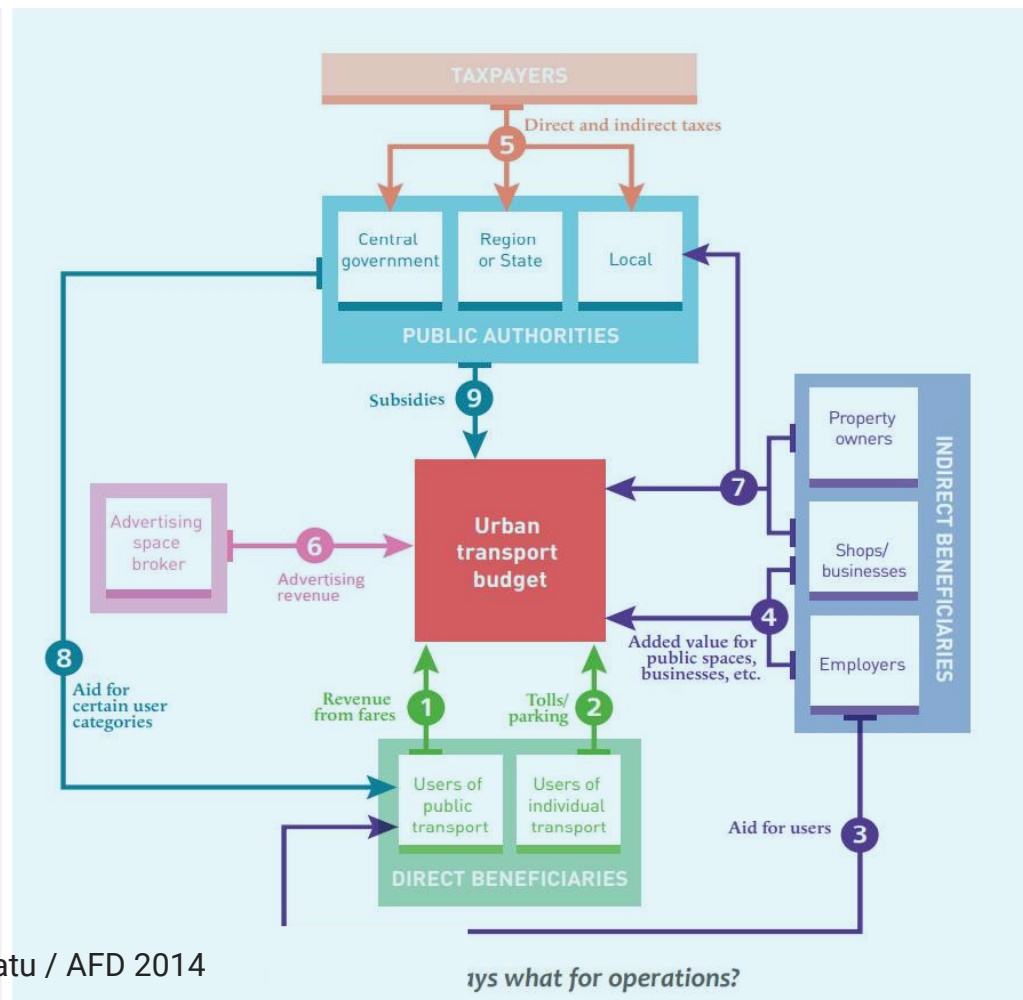 TAXPAYERS
Direct and indirect taxes
5
Central
government
Region
or State
Local
PUBLIC AUTHORITIES
Subsidies
9
Property
owners
7
INDIRECT BENEFICIARIES
Advertising
space
broker
6
Advertising
revenue
Urban
transport
budget
Shops/
businesses
4
Added value for
public spaces,
businesses, etc.
Employers
8
Aid for
certain user
categories
Revenue
from fares
1
Tolls/
parking
2
Users of
public
transport
Users of
individual
transport
DIRECT BENEFICIARIES
Aid for users
3
atu / AFD 2014
ys what for operations?